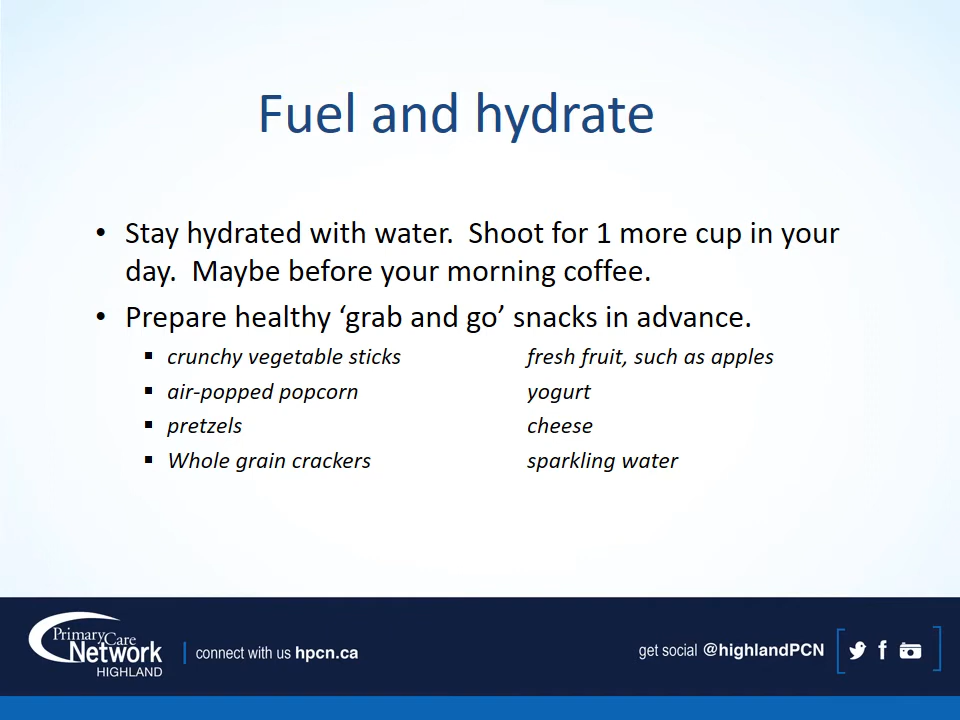 Fuel and hydrate
• Stay hydrated with water.  Shoot for 1 more cup in your
day.  Maybe before your morning coffee.
• Prepare healthy ‘grab and go’ snacks in advance.
▪ crunchy vegetable sticks fresh fruit, such as apples
▪ air-popped popcorn yogurt
▪ pretzels cheese
▪ Whole grain crackers sparkling water
PrimaryCare
Network
HIGHLAND
connect with us hpcn.ca
get social @highlandPCN